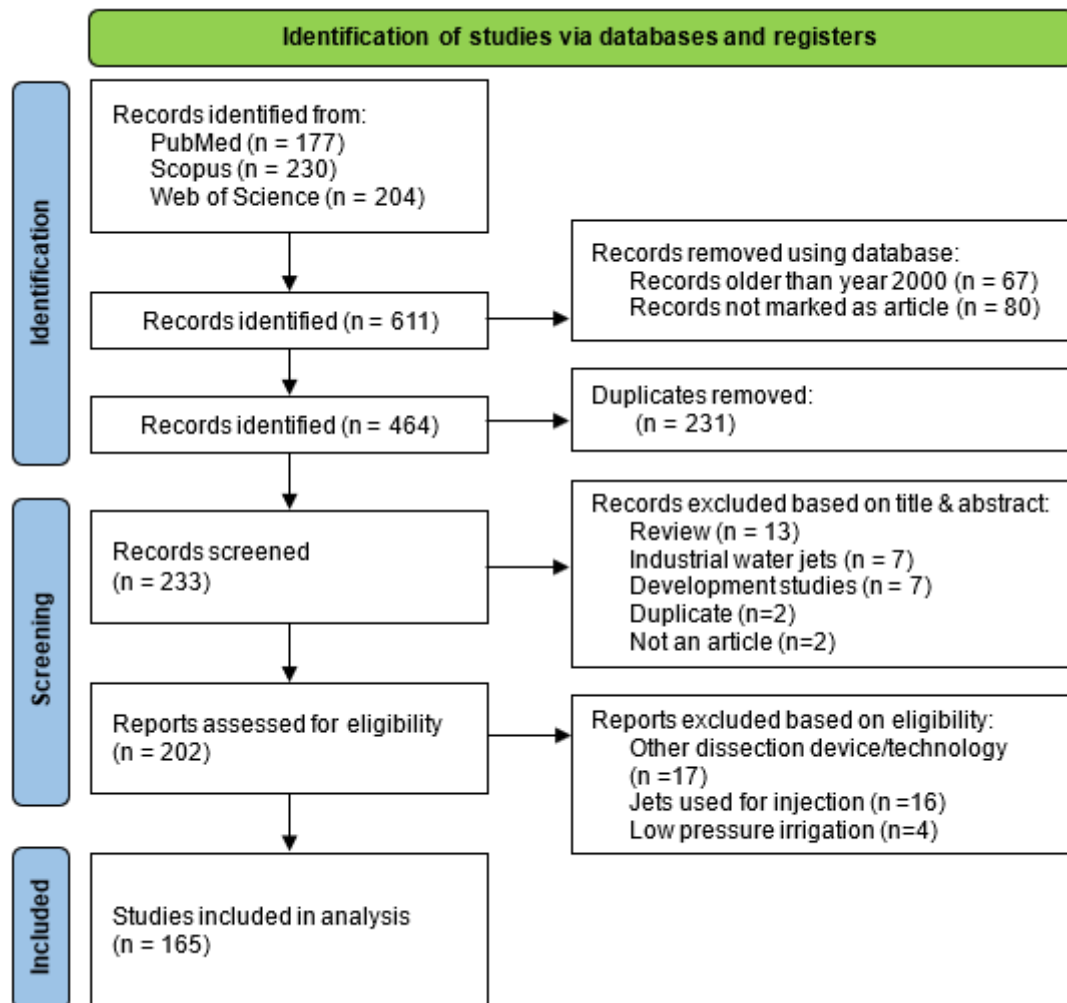 Identification of studies via databases and registers
Identification
Records identified from:
PubMed (n = 177)
Scopus (n = 230)
Web of Science (n = 204)
Records identified (n = 611)
Records removed using database:
Records older than year 2000 (n = 67)
Records not marked as article (n = 80)
Records identified (n = 464)
Duplicates removed:
(n = 231)
Screening
Records screened
(n = 233)
Records excluded based on title & abstract:
Review (n = 13)
Industrial water jets (n = 7)
Development studies (n = 7)
Duplicate (n=2)
Not an article (n=2)
Reports assessed for eligibility
(n = 202)
Reports excluded based on eligibility:
Other dissection device/technology
(n =17)
Jets used for injection (n =16)
Low pressure irrigation (n=4)
Included
Studies included in analysis
(n = 165)